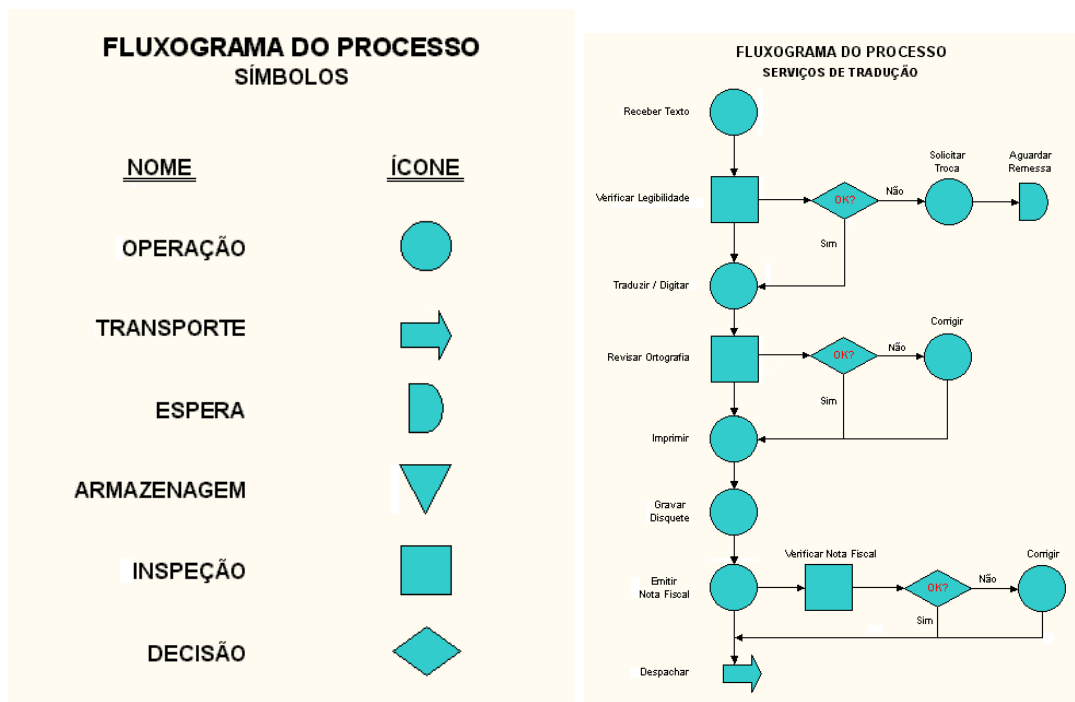 FLUXOGRAMA DO PROCESSO
SÍMBOLOS
NOME
ÍCONE
OPERAÇÃO
TRANSPORTE
ESPERA
ARMAZENAGEM
INSPEÇÃO
DECISÃO
FLUXOGRAMA DO PROCESSO
SERVIÇOS DE TRADUÇÃO
Receber Texto
Verificar Legibilidade
OK?
Não
Solicitar
Troca
Aguardar
Remessa
Sim
Traduzir / Digitar
Revisar Ortografia
OK?
Não
Corrigir
Sim
Imprimir
Gravar
Disquete
Emitir
Nota Fiscal
Verificar Nota Fiscal
OK?
Não
Corrigir
Sim
Despachar